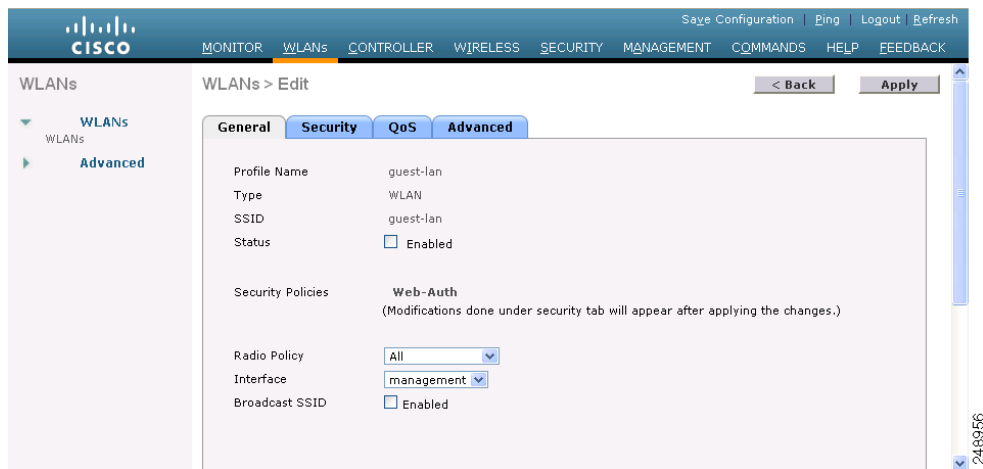 Save Configuration | Ping | Logout | Refresh
CISCO
MONITOR WLANs CONTROLLER WIRELESS SECURITY MANAGEMENT COMMANDS HELP FEEDBACK
WLANs
WLANs
WLANs
Advanced
WLANs > Edit
< Back
Apply
General Security QoS Advanced
Profile Name guest-lan
Type WLAN
SSID guest-lan
Status Enabled
Security Policies Web-Auth
(Modifications done under security tab will appear after applying the changes.)
Radio Policy All
Interface management
Broadcast SSID Enabled
248956